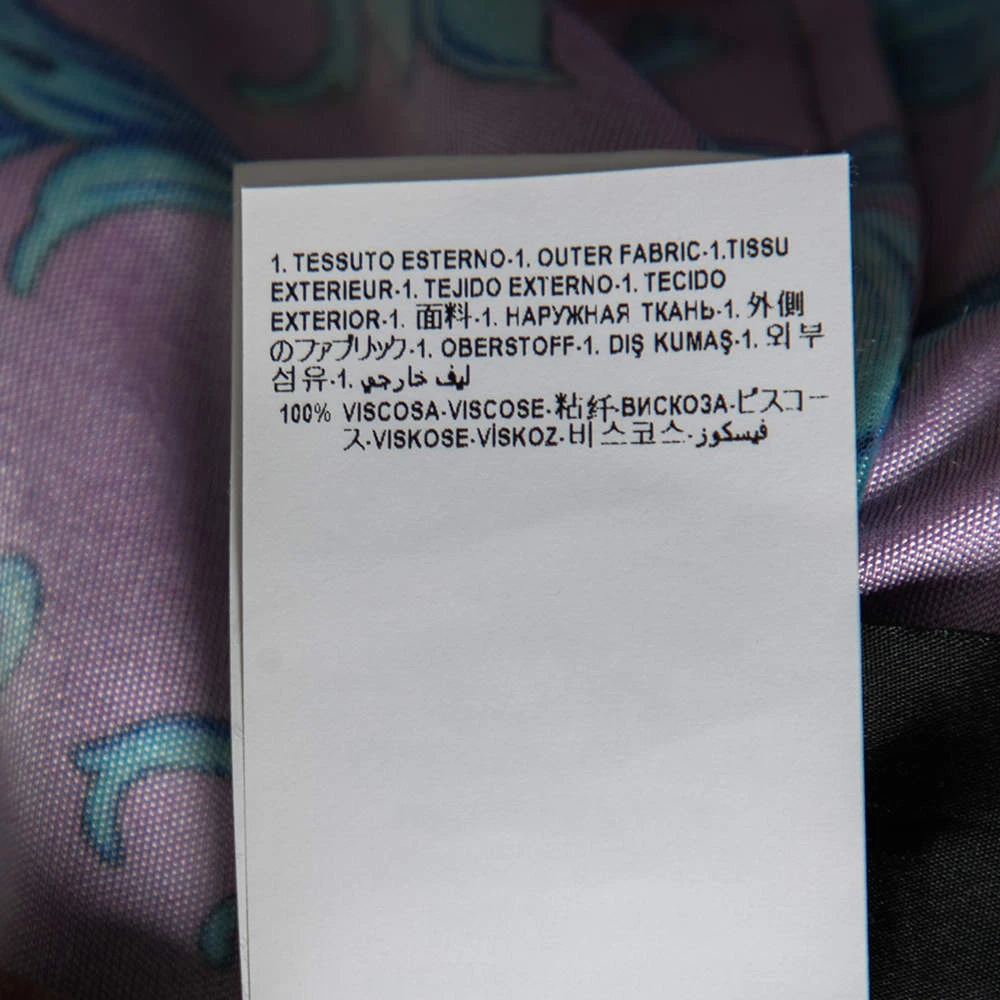 1. TESSUTO ESTERNO-1. OUTER FABRIC-1.TISSU
EXTERIEUR-1. TEJIDO EXTERNO-1. TECIDO
EXTERIOR-1. 面料-1. НАРУЖНАЯ ТКАНЬ-1. 外側
のファブリック-1. OBERSTOFF-1. DIŞ KUMAŞ-1. 외부
섬유-1. ليف خارجي
100% VISCOSA-VISCOSE-粘纤-ВИСКОЗА-ビスコー
ス-VISKOSE-VİSKOZ-비스코스-فيسكوز